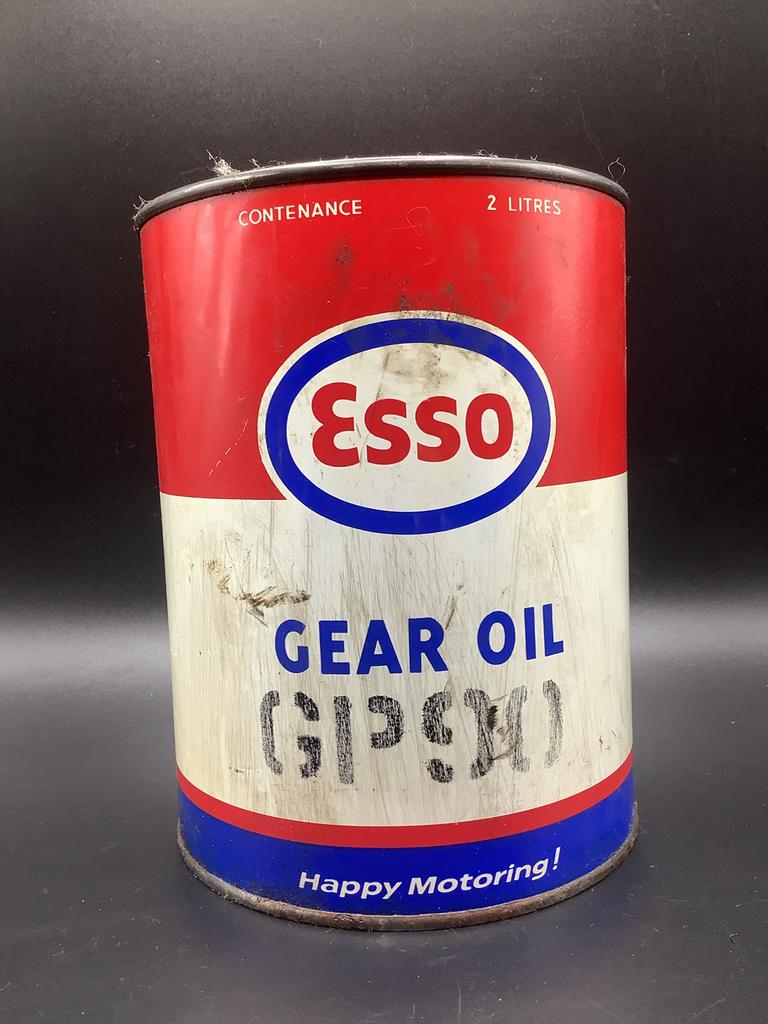 CONTENANCE 2 LITRES
Esso
GEAR OIL
GP90
Happy Motoring!